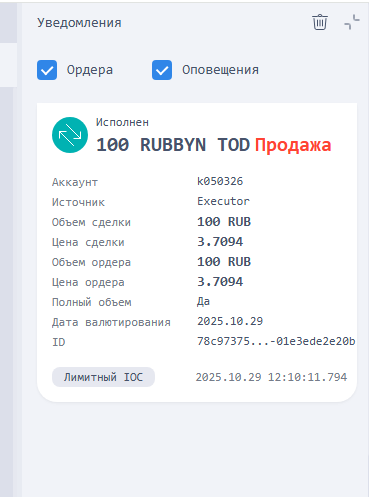 Уведомления
Ордера
Оповещения
Исполнен
100 RUBBYN TOD Продажа
Аккаунт k050326
Источник Executor
Объем сделки 100 RUB
Цена сделки 3.7094
Объем ордера 100 RUB
Цена ордера 3.7094
Полный объем Да
Дата валютирования 2025.10.29
ID 78c97375...-01e3ede2e20b
Лимитный IOC 2025.10.29 12:10:11.794